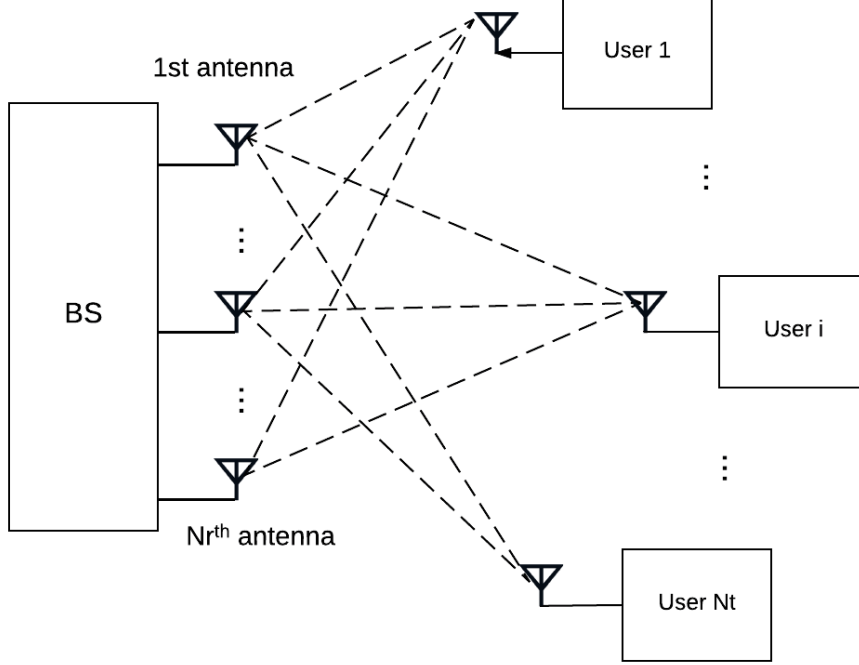 User 1
1st antenna
BS
User i
Nrᵗʰ antenna
User Nt